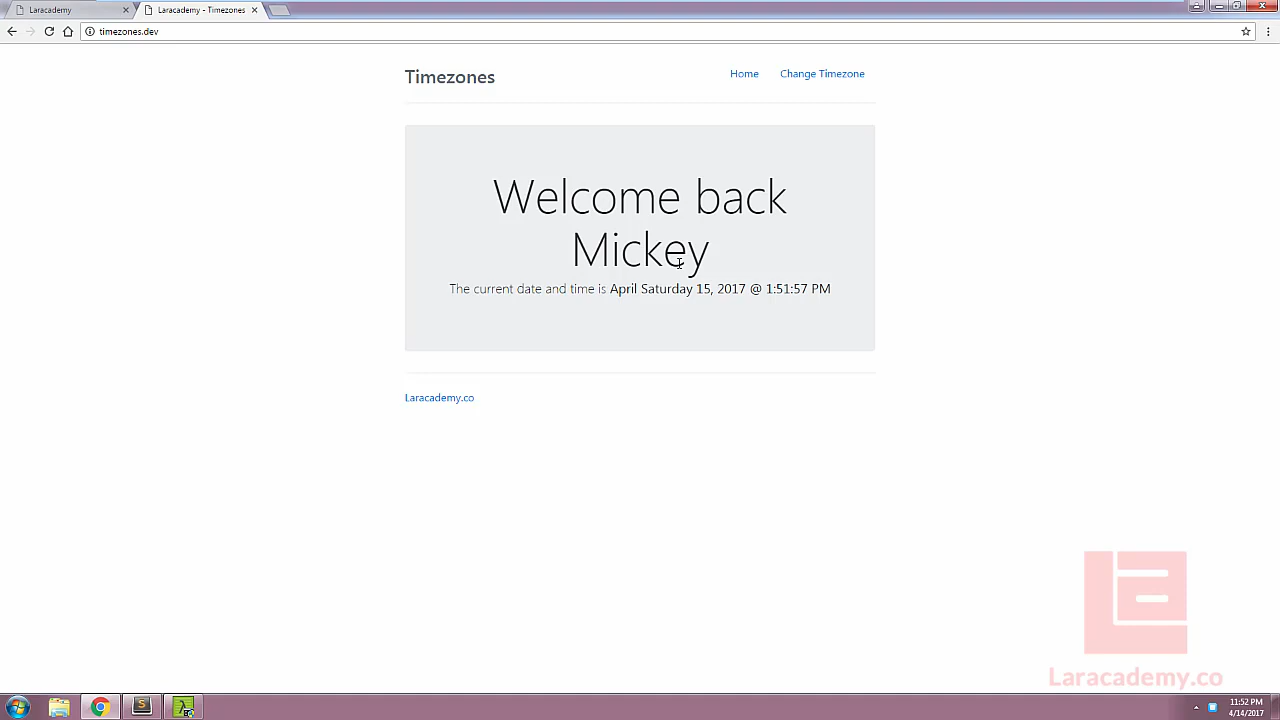 Laracademy
Laracademy - Timezones
timezones.dev
Timezones
Home
Change Timezone
Welcome back
Mickey
The current date and time is April Saturday 15, 2017 @ 1:51:57 PM
Laracademy.co
Laracademy.co
11:52 PM
4/14/2017